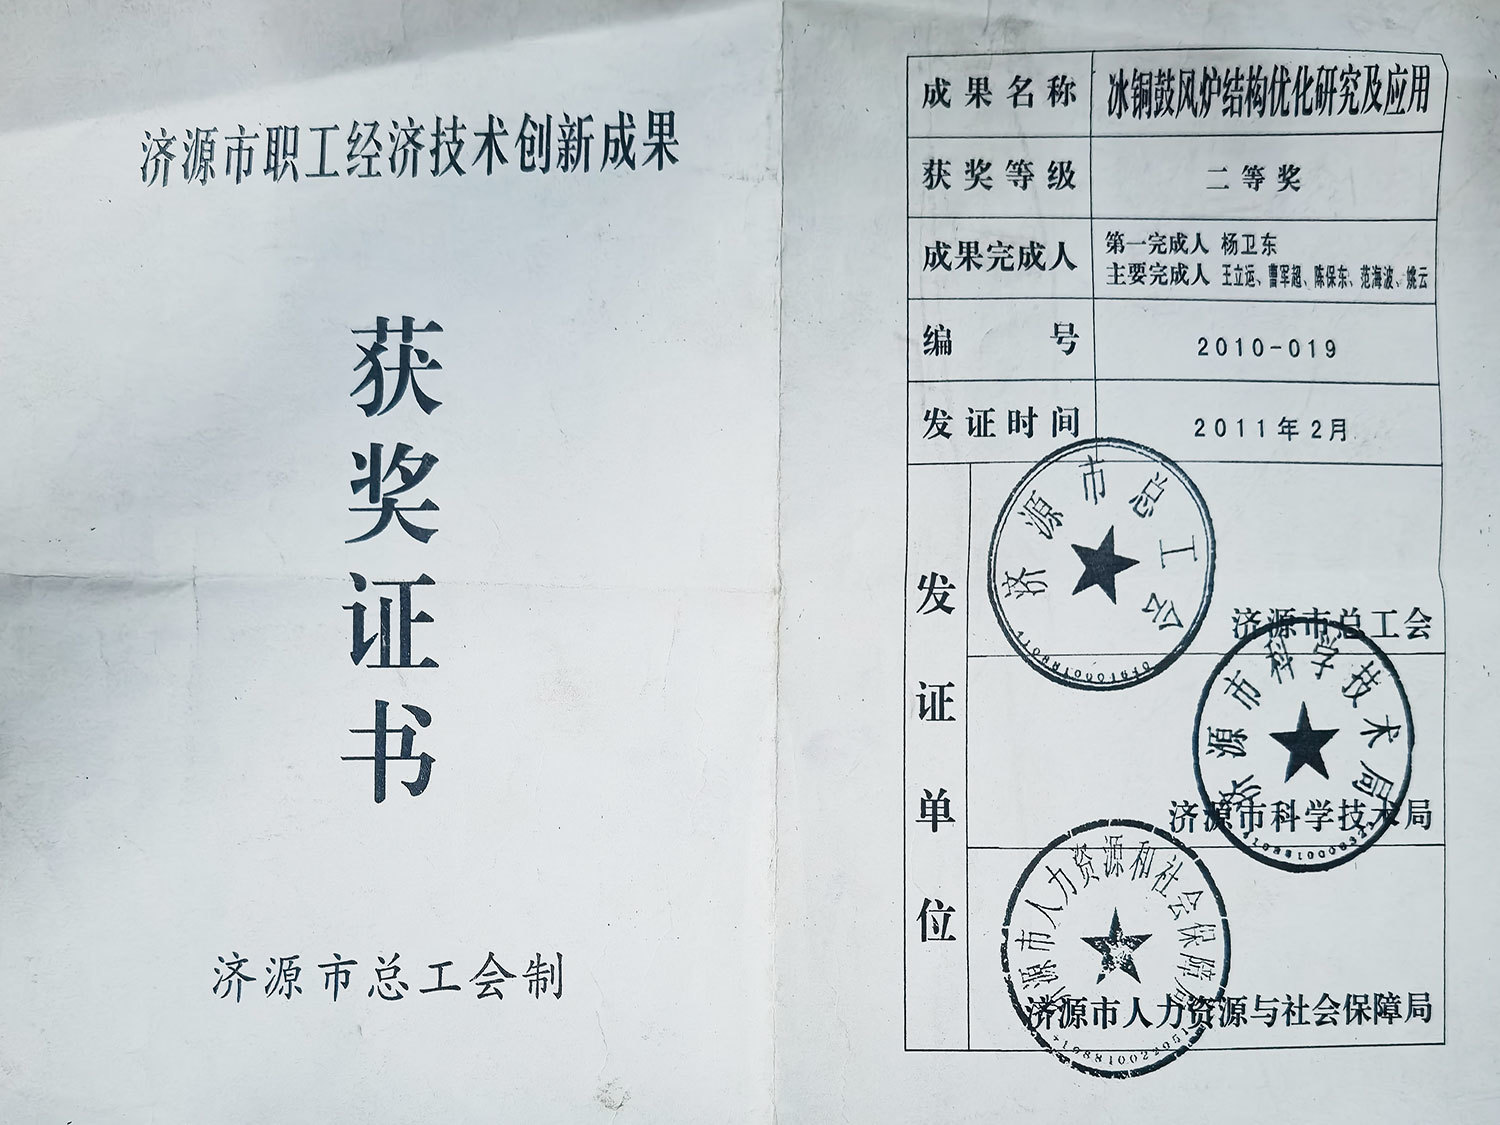 济源市职工经济技术创新成果
获奖证书
济源市总工会制
成果名称 冰铜鼓风炉结构优化研究及应用
获奖等级 二等奖
成果完成人 第一完成人 杨卫东
主要完成人 王立运、曹军超、陈保东、范海波、姚云
编号 2010-019
发证时间 2011年2月
发证单位
济源市总工会
济源市总工会
济源市科学技术局
济源市科学技术局
济源市人力资源和社会保障局
济源市人力资源与社会保障局